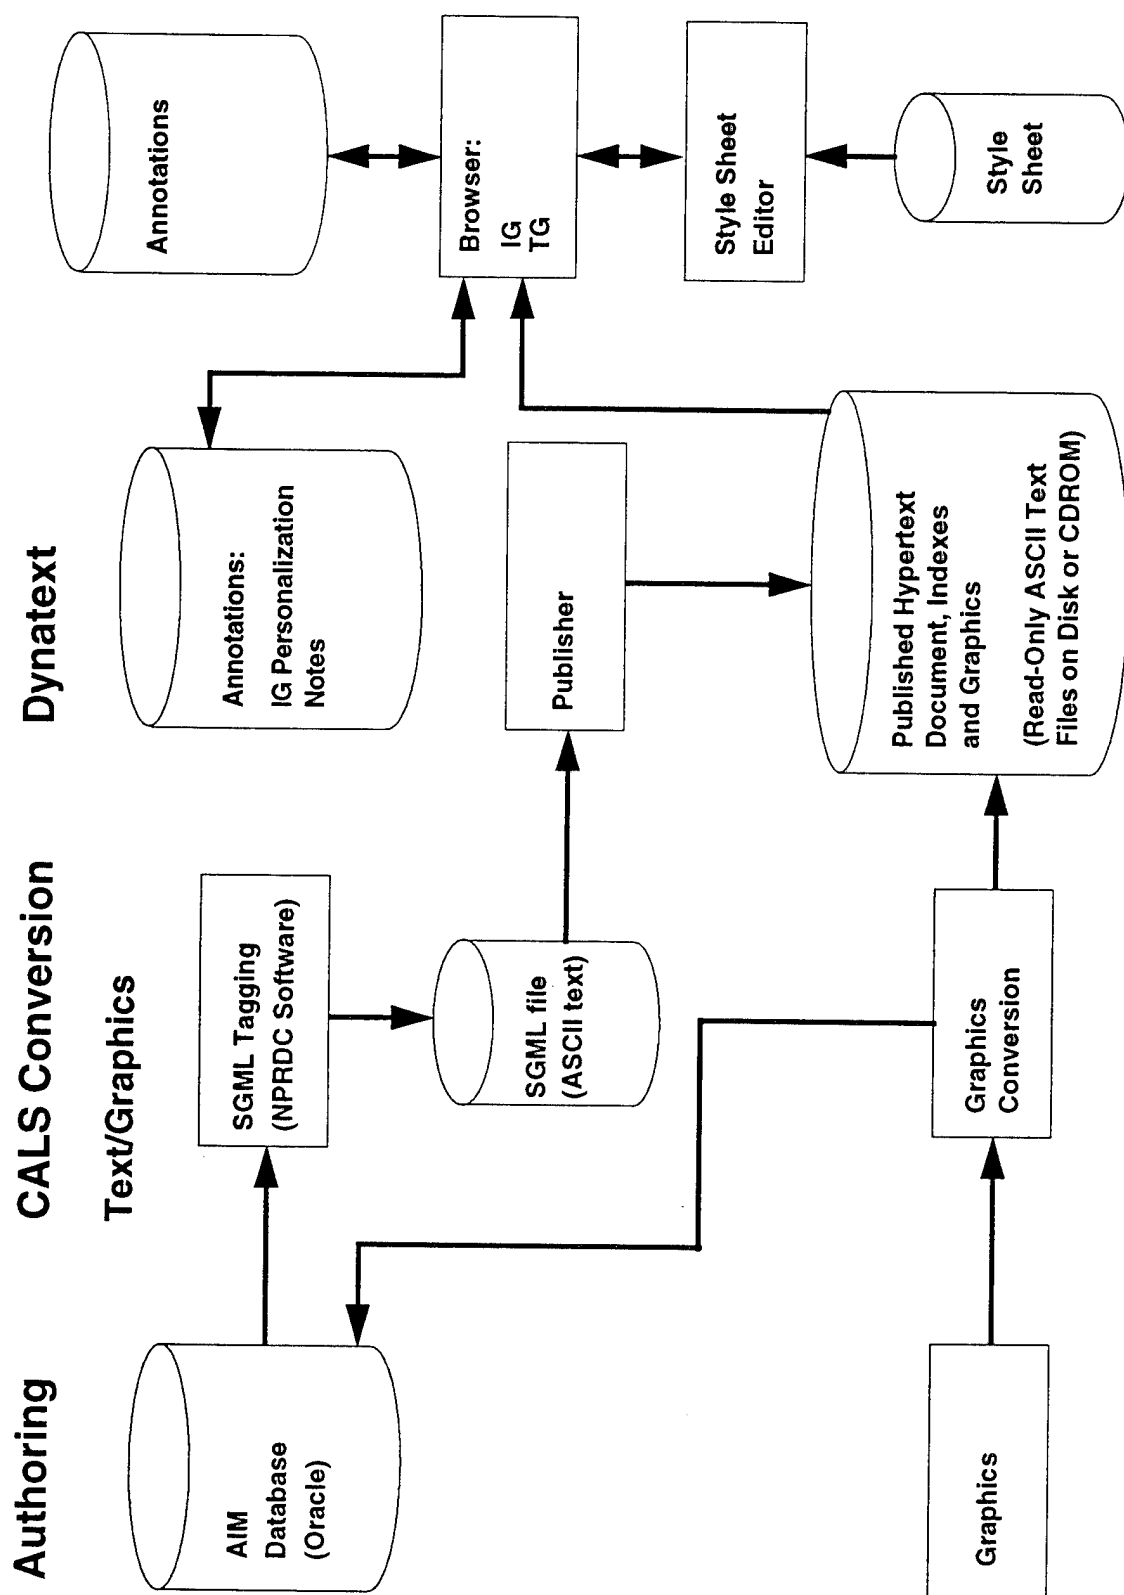 Authoring
CALS Conversion
Dynatext
Text/Graphics
AIM
Database
(Oracle)
SGML Tagging
(NPRDC Software)
SGML file
(ASCII text)
Graphics
Graphics
Conversion
Annotations:
IG Personalization
Notes
Publisher
Published Hypertext
Document, Indexes
and Graphics
(Read-Only ASCII Text
Files on Disk or CDROM)
Annotations
Browser:
IG
TG
Style Sheet
Editor
Style
Sheet